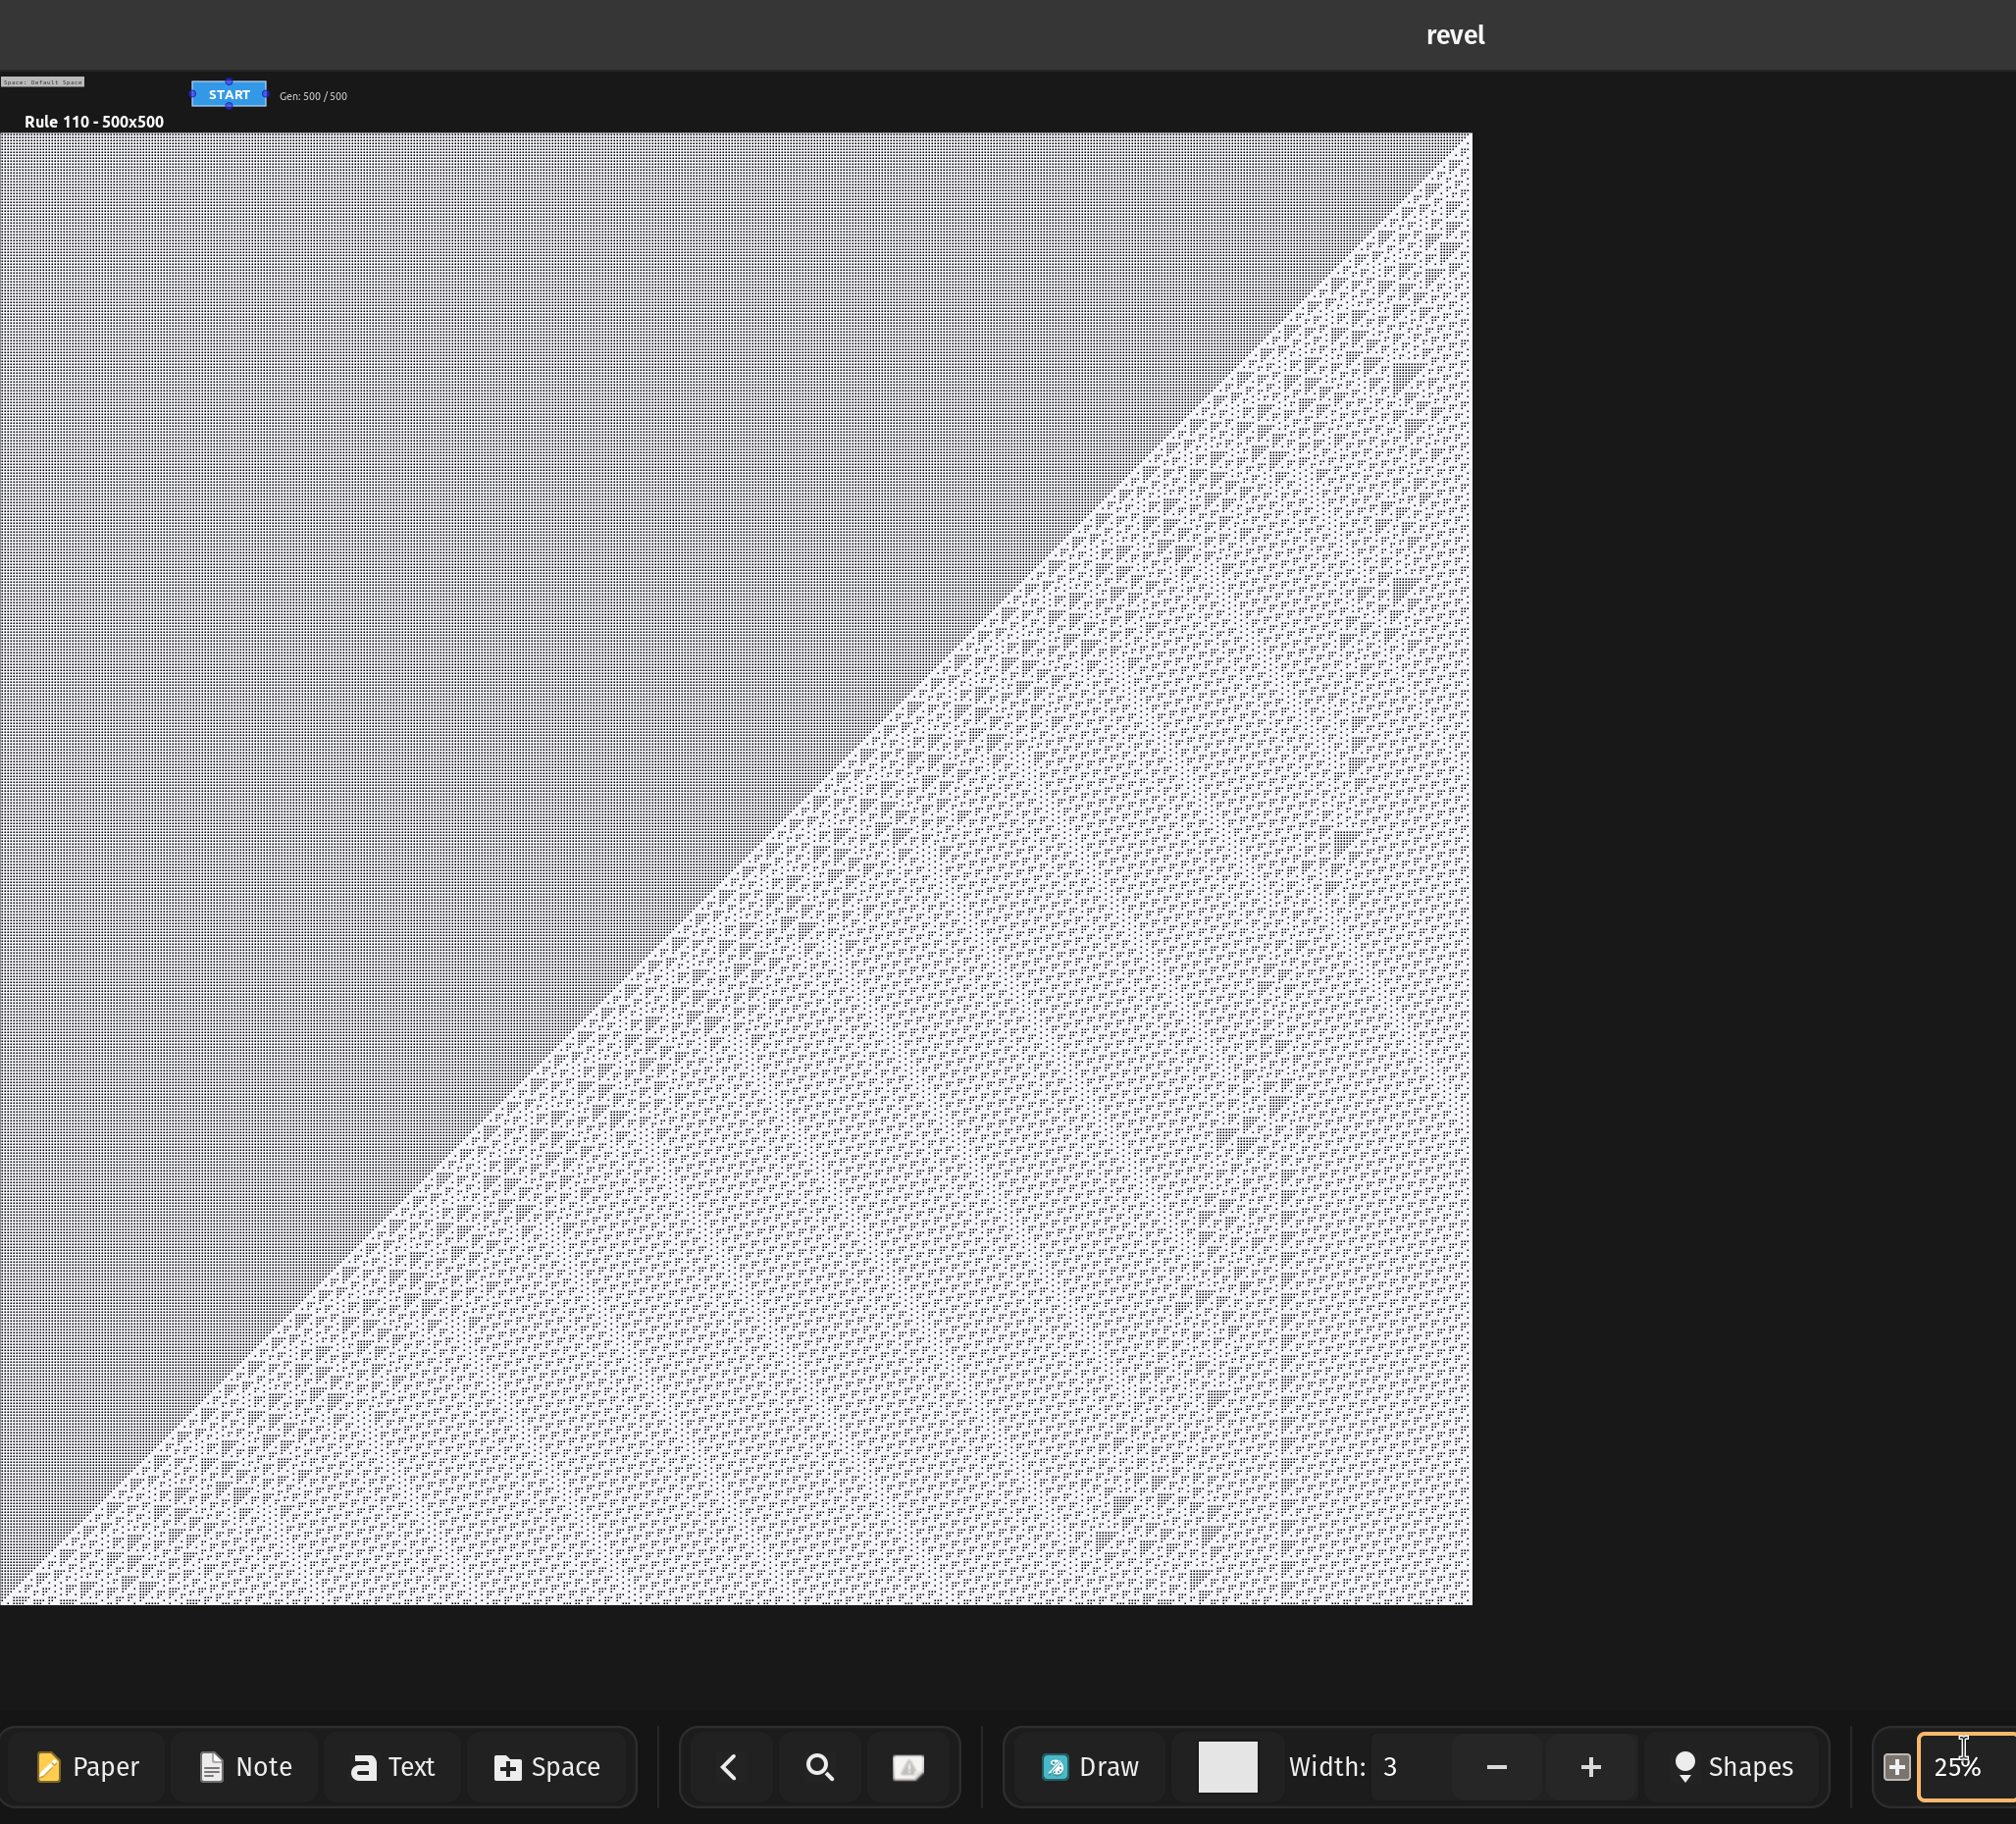 revel
Space: Default Space
START
Gen: 500 / 500
Rule 110 - 500x500
Paper
Note
Text
Space
Draw
Width: 3
Shapes
25%